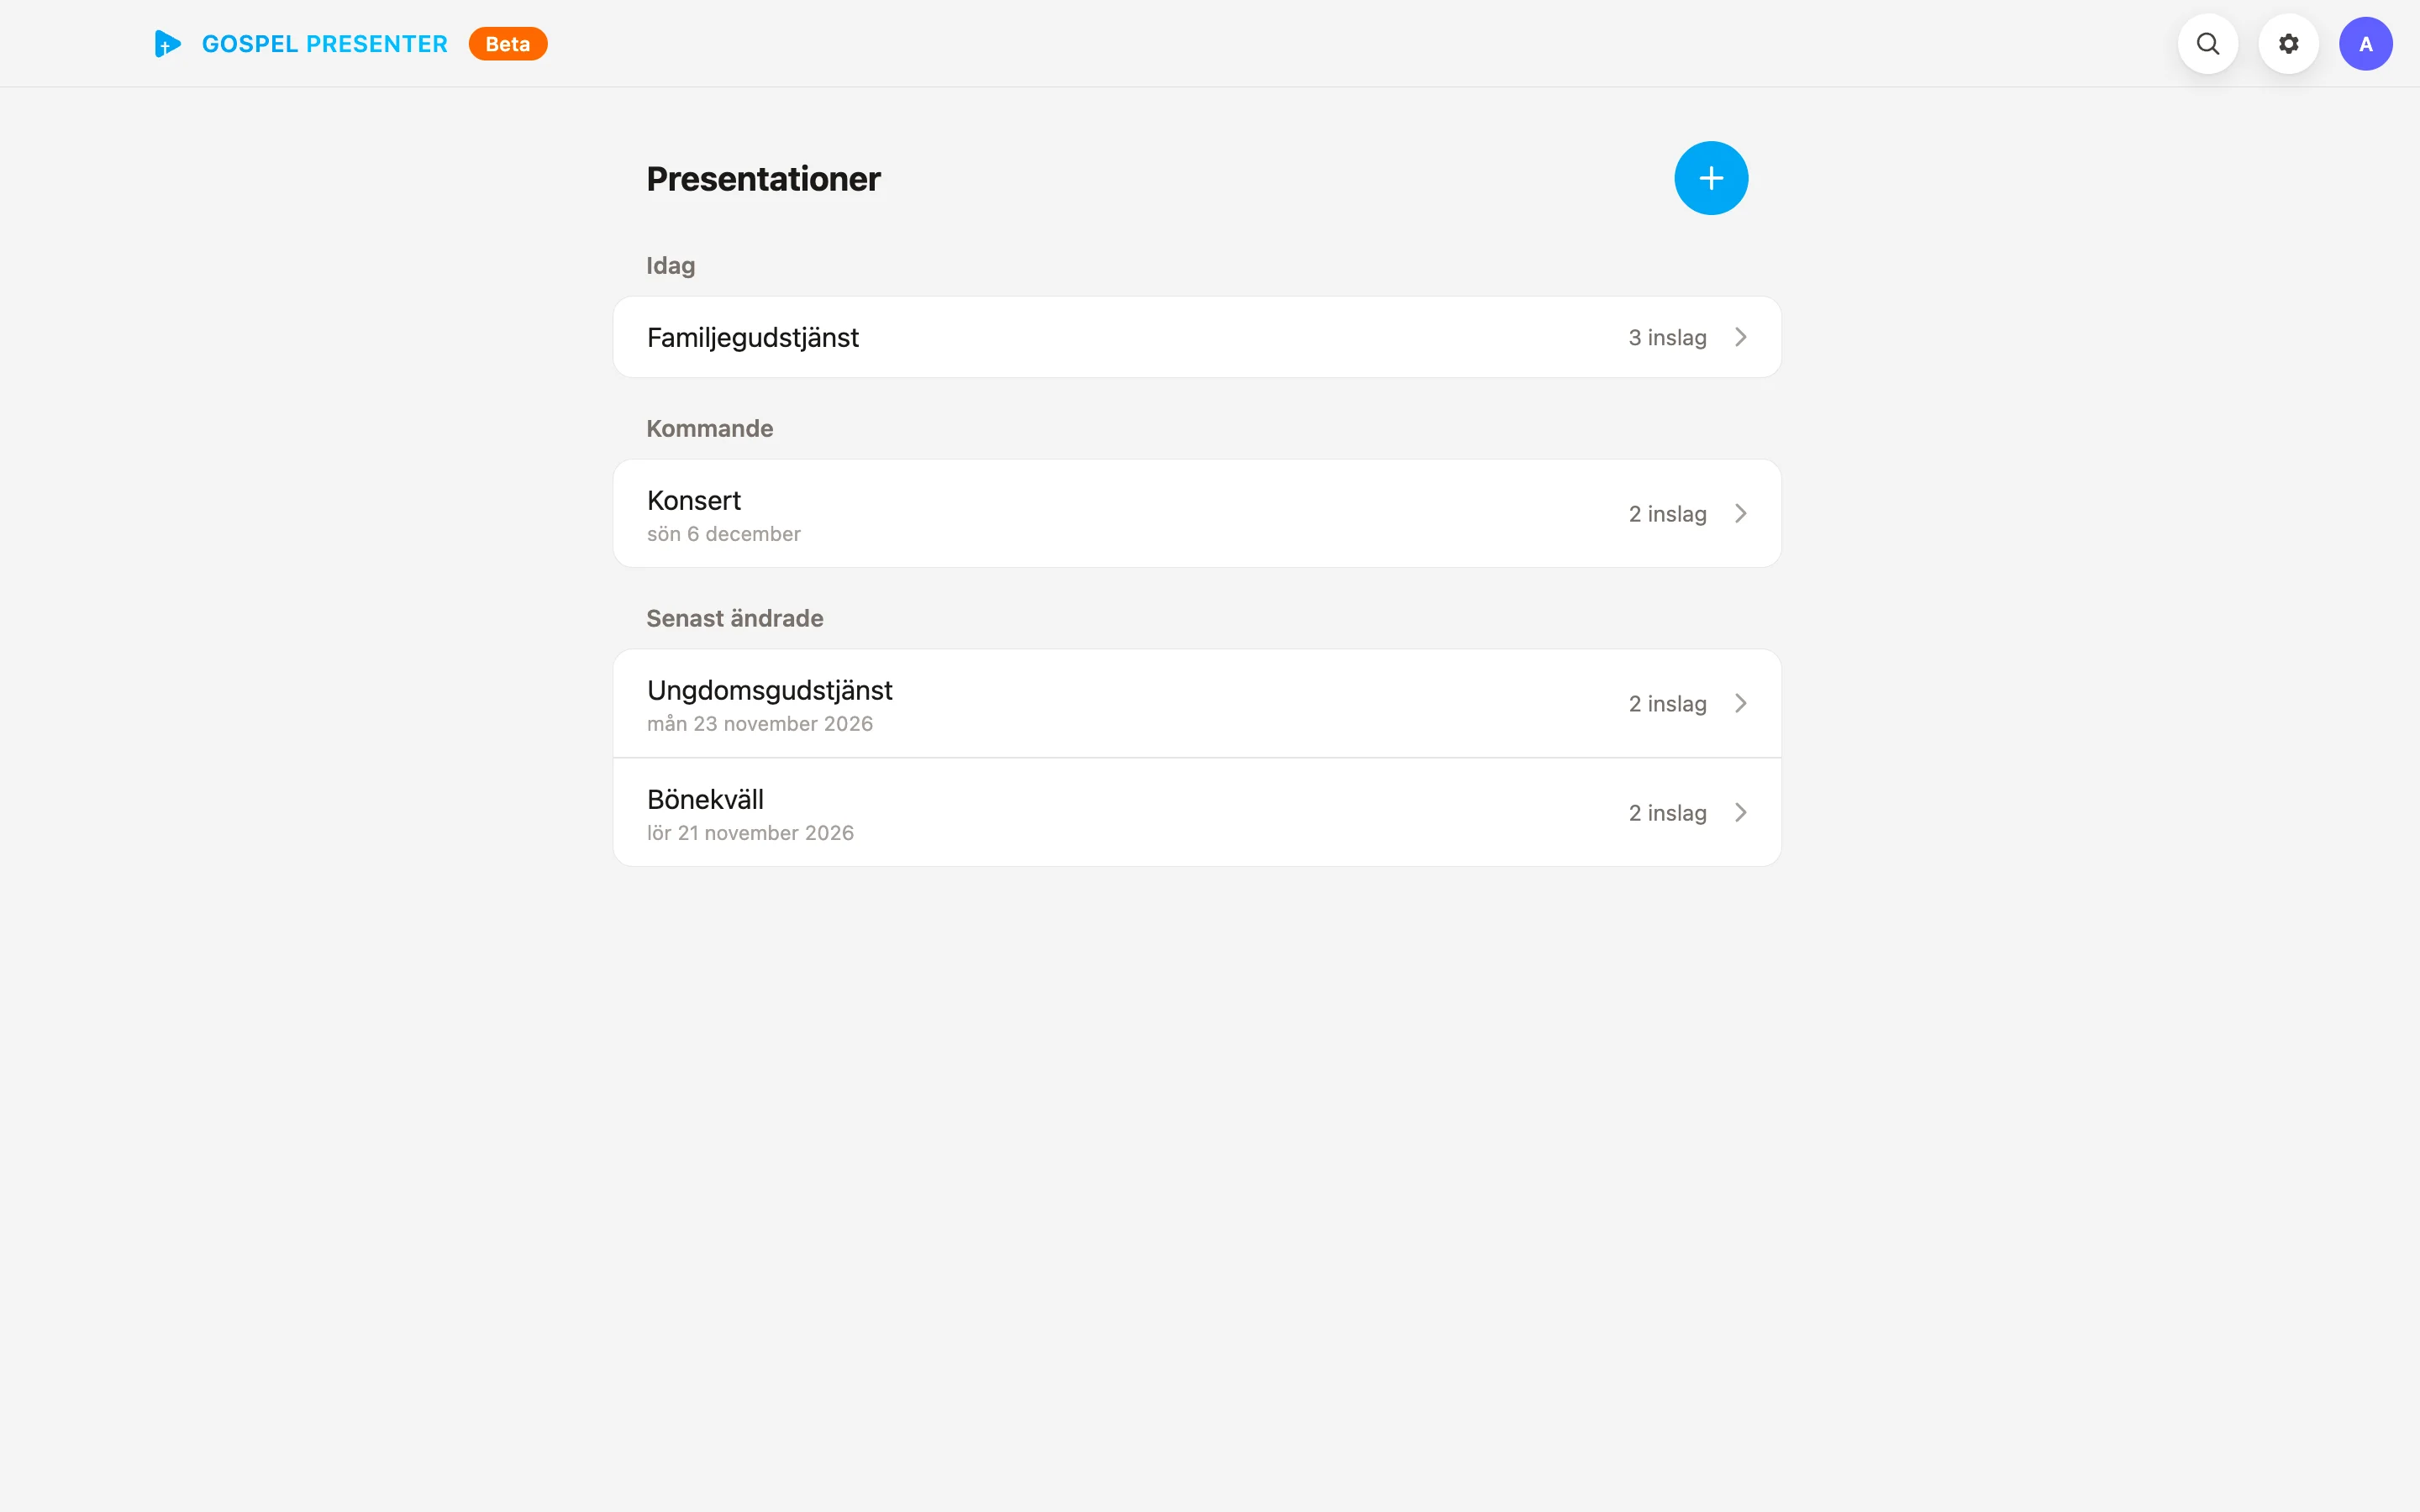 GOSPEL PRESENTER Beta
A
Presentationer
Idag
Familjegudstjänst
3 inslag
Kommande
Konsert
sön 6 december
2 inslag
Senast ändrade
Ungdomsgudstjänst
mån 23 november 2026
2 inslag
Bönekväll
lör 21 november 2026
2 inslag